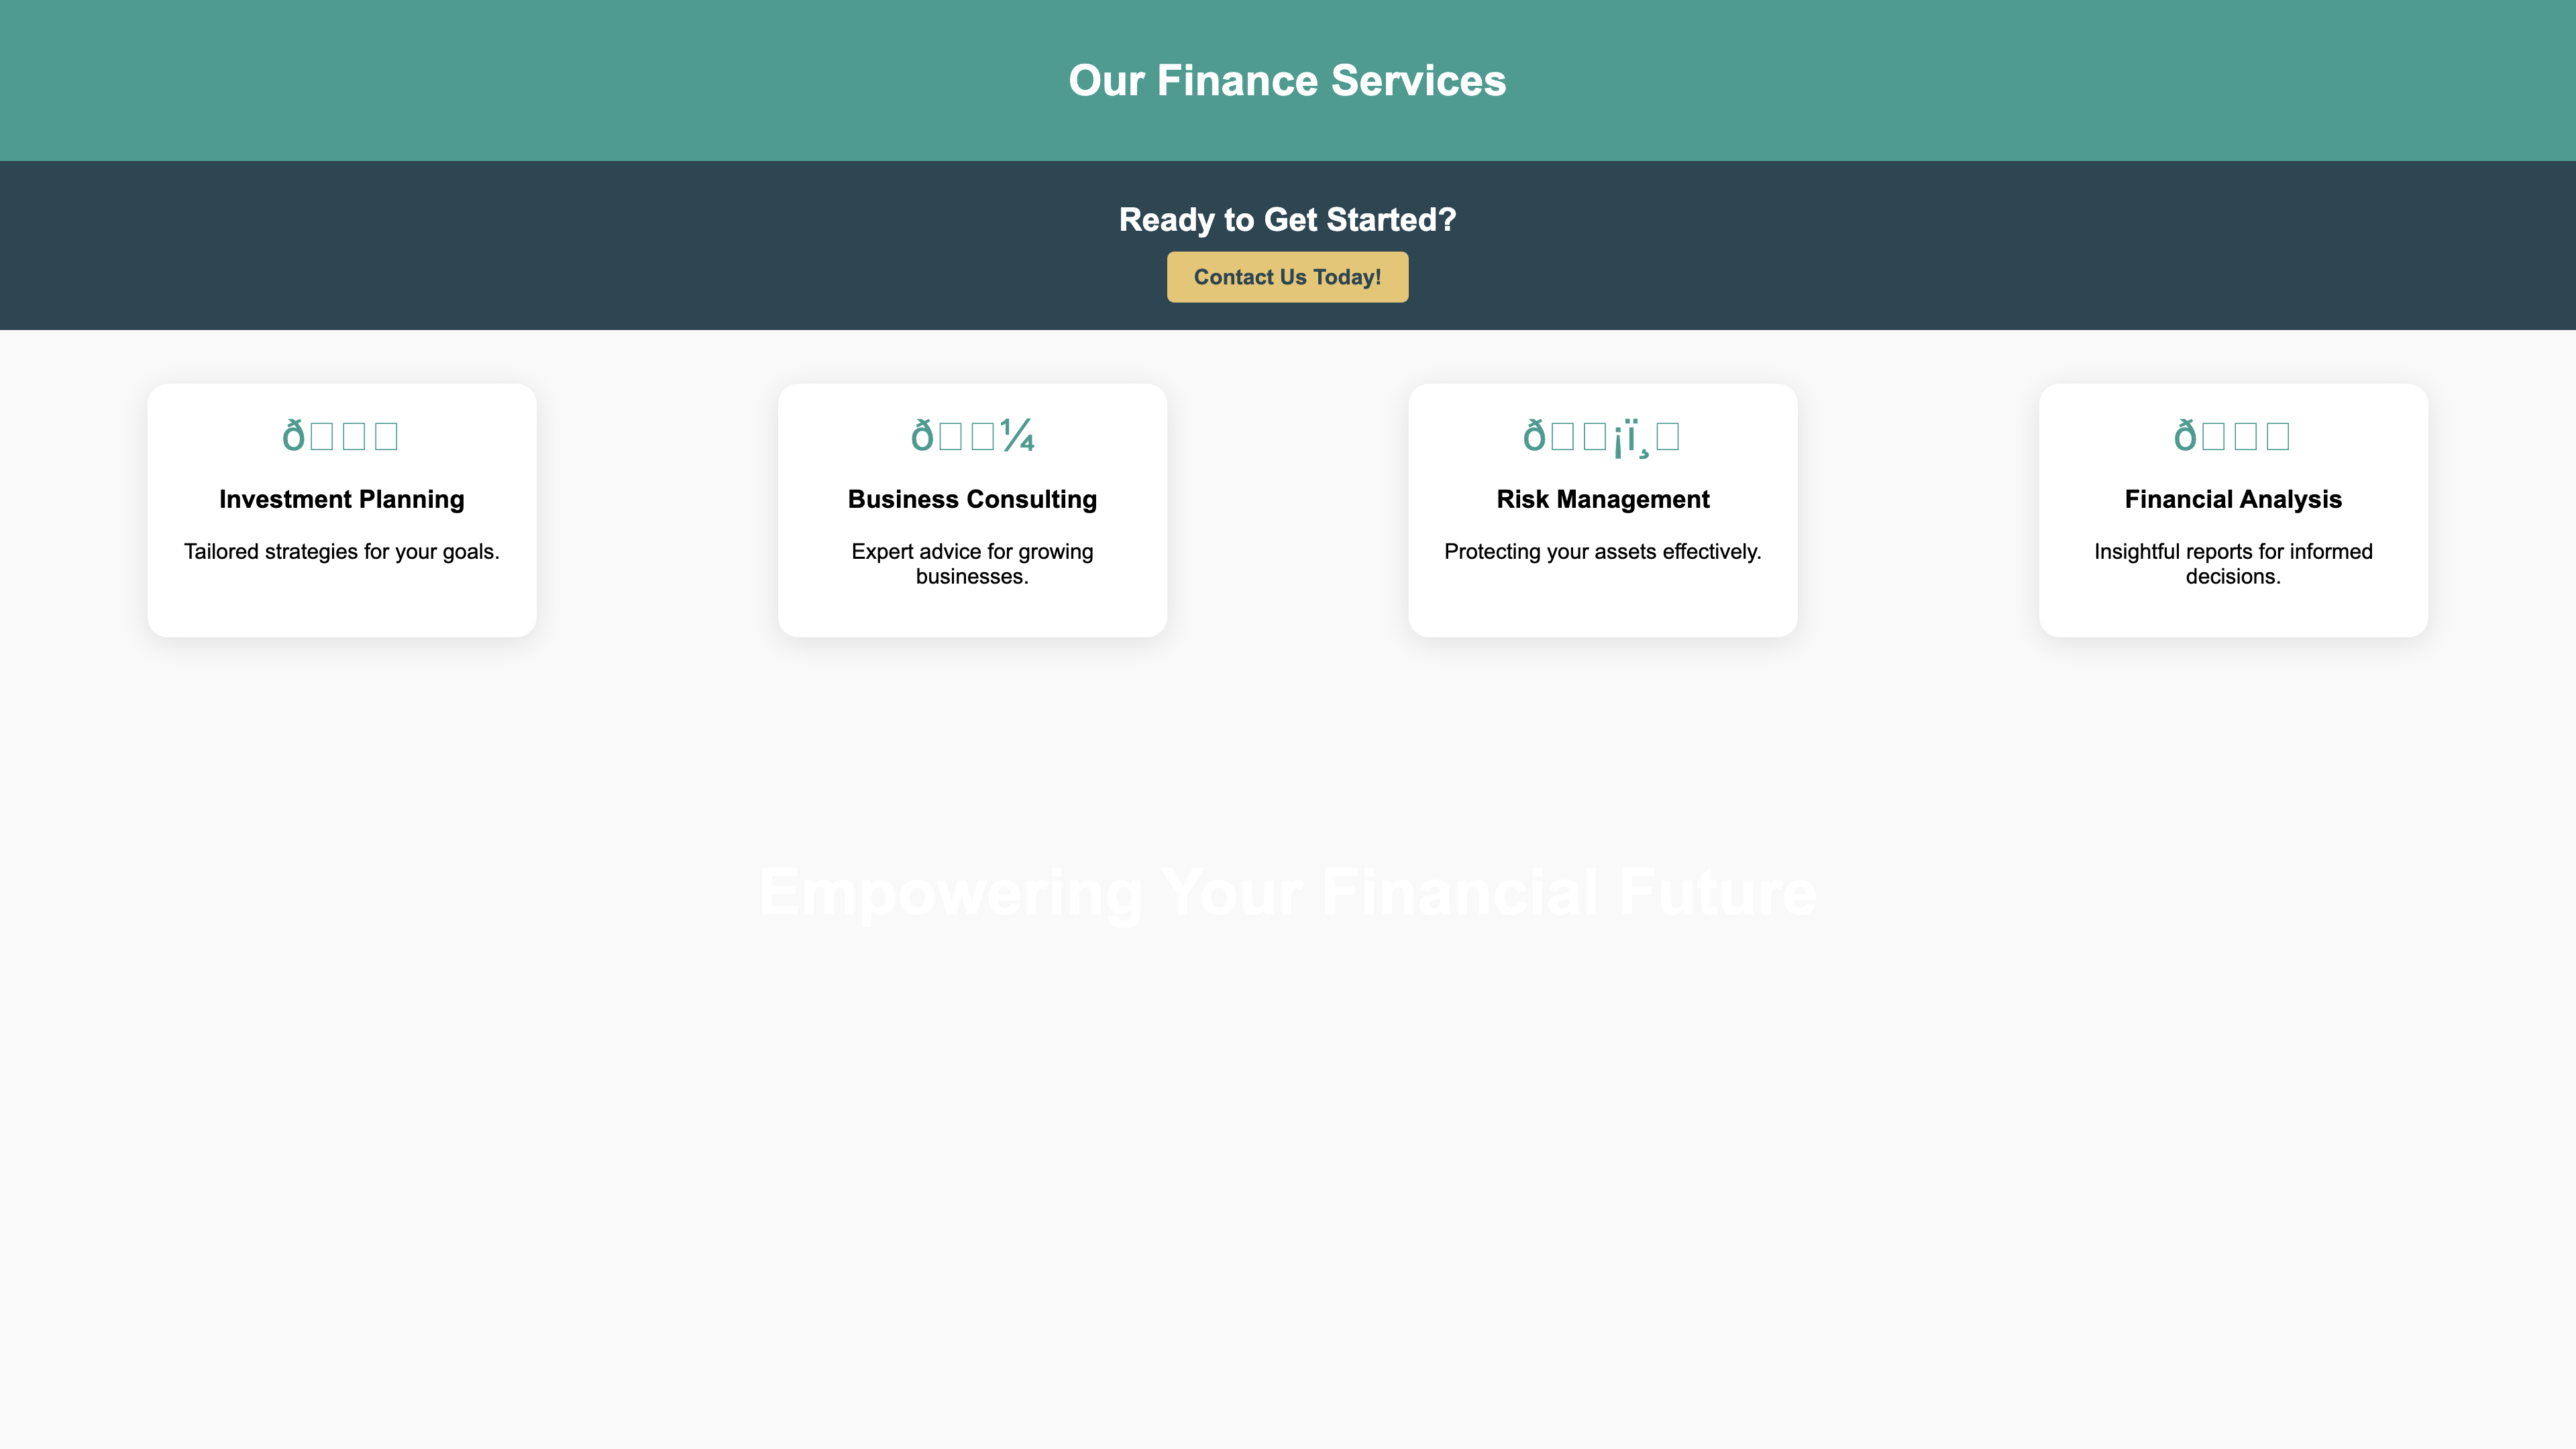 Our Finance Services
Ready to Get Started?
Contact Us Today!
ð□□□
Investment Planning
Tailored strategies for your goals.
ð□□¼
Business Consulting
Expert advice for growing
businesses.
ð□□¡ï¸□
Risk Management
Protecting your assets effectively.
ð□□□
Financial Analysis
Insightful reports for informed
decisions.
Empowering Your Financial Future